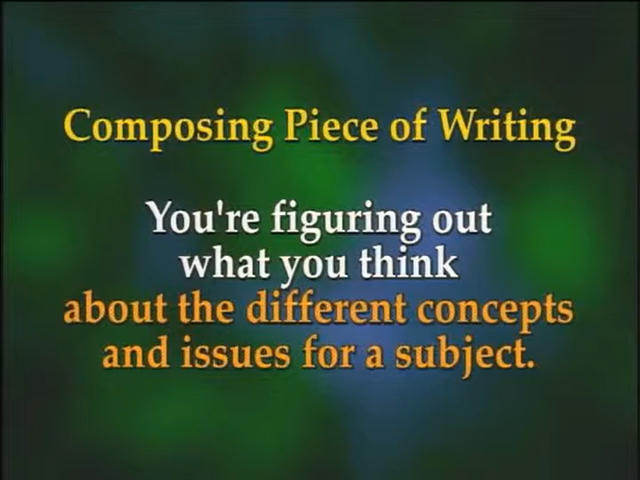 Composing Piece of Writing
You're figuring out
what you think
about the different concepts
and issues for a subject.